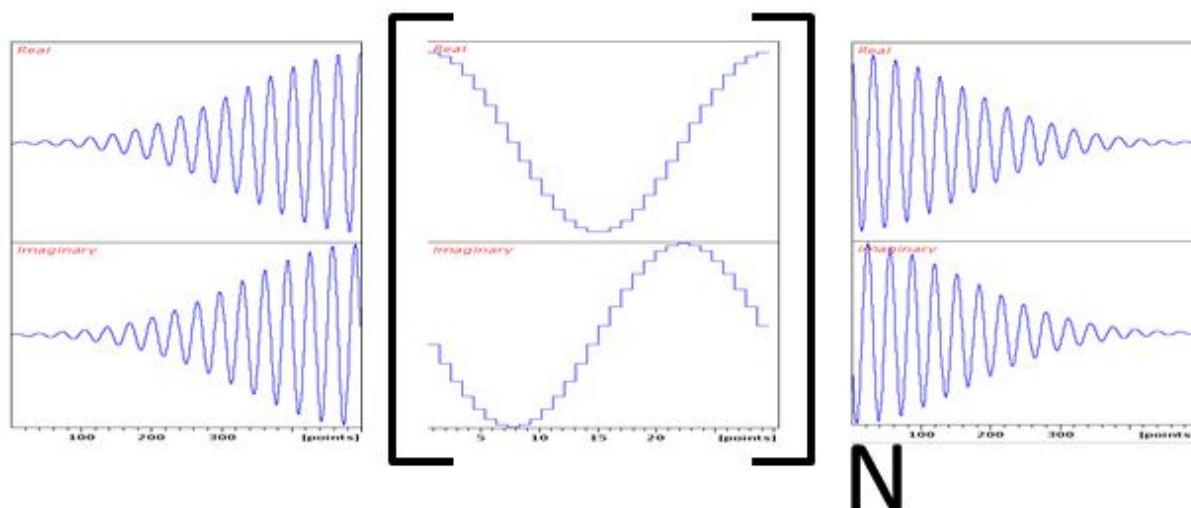 Real
Imaginary
100 200 300 [points]
Real
Imaginary
5 10 15 20 [points]
Real
Imaginary
100 200 300 [points]
N